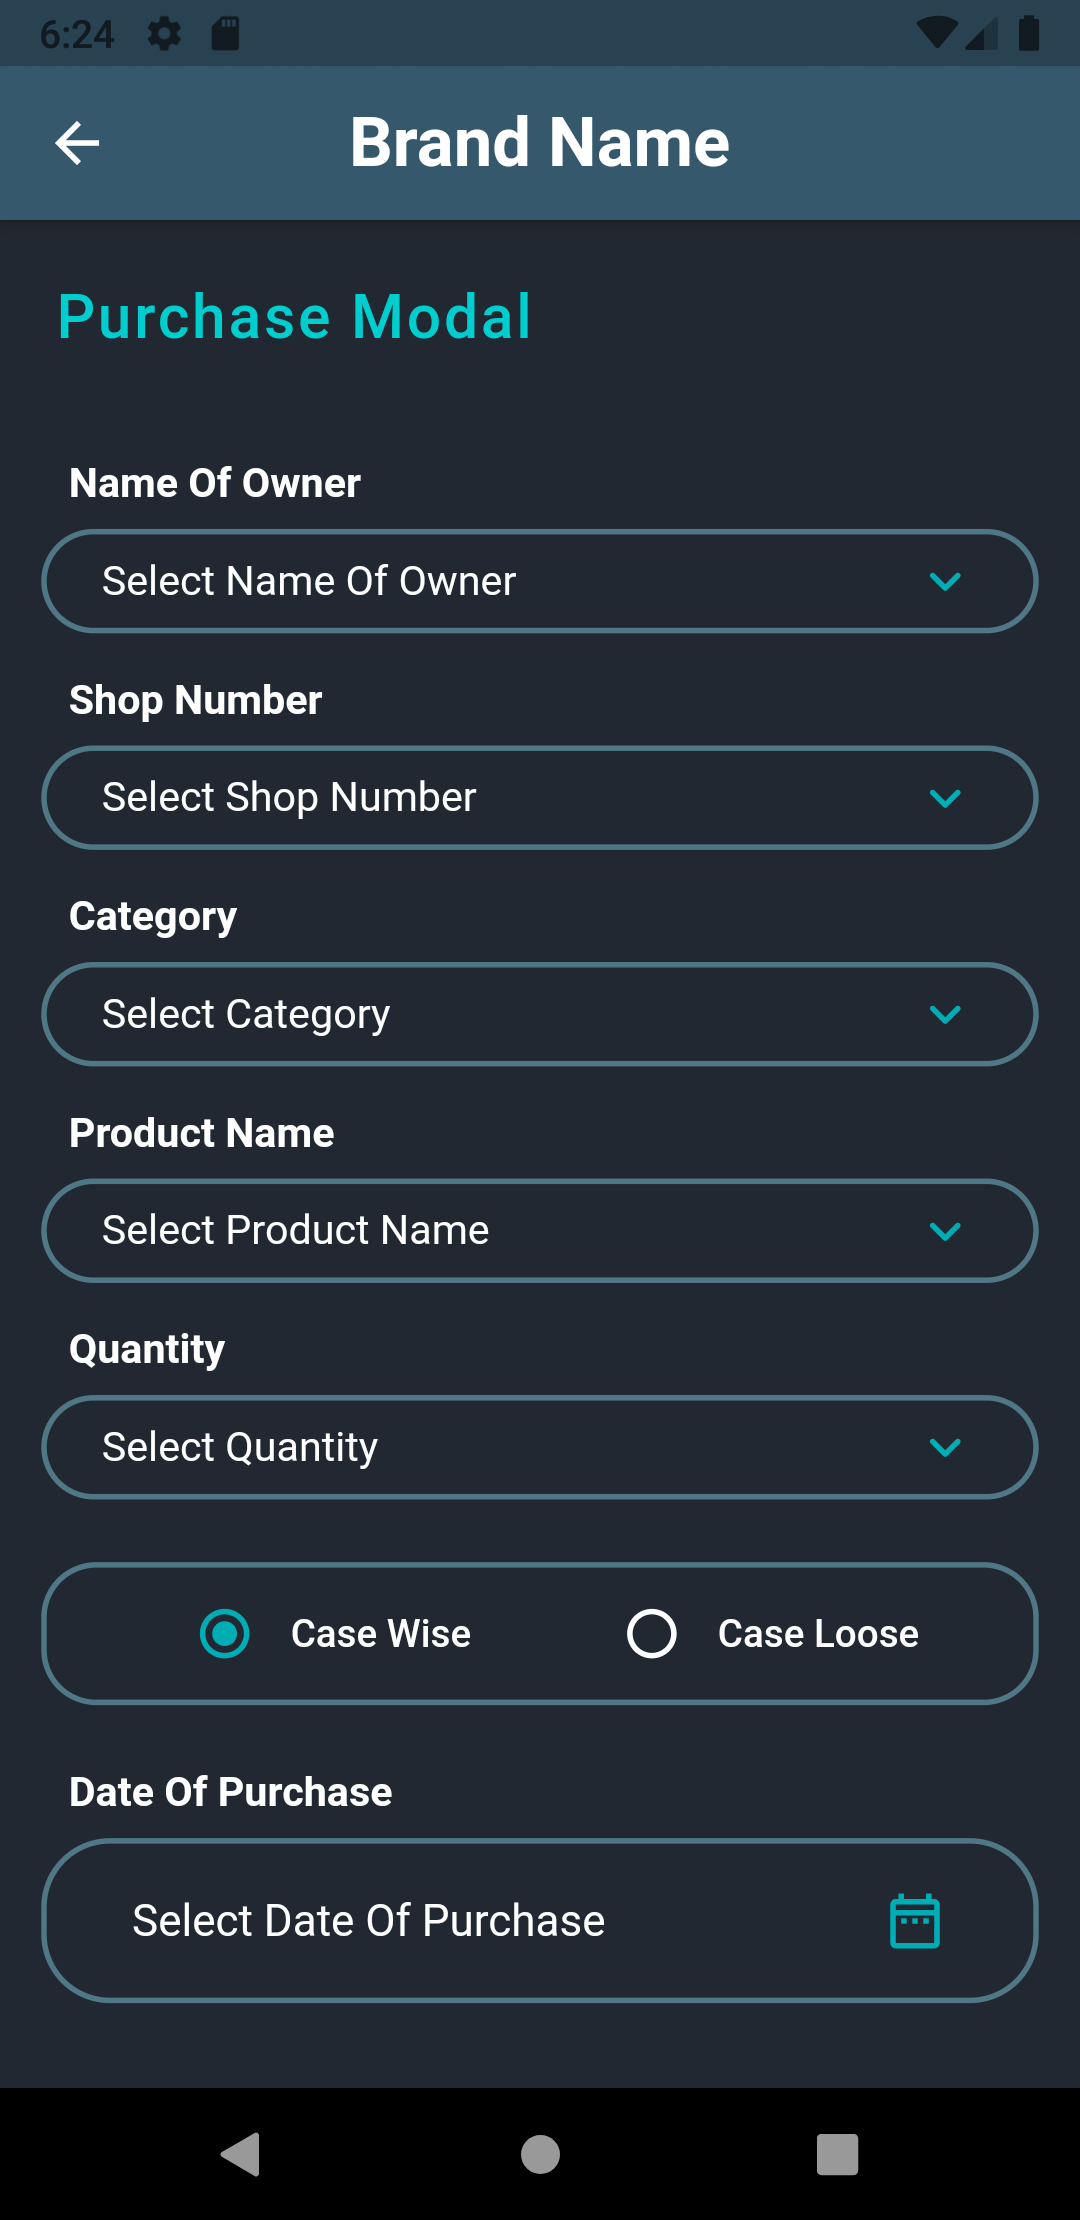 6:24
Brand Name
Purchase Modal
Name Of Owner
Select Name Of Owner
Shop Number
Select Shop Number
Category
Select Category
Product Name
Select Product Name
Quantity
Select Quantity
Case Wise
Case Loose
Date Of Purchase
Select Date Of Purchase